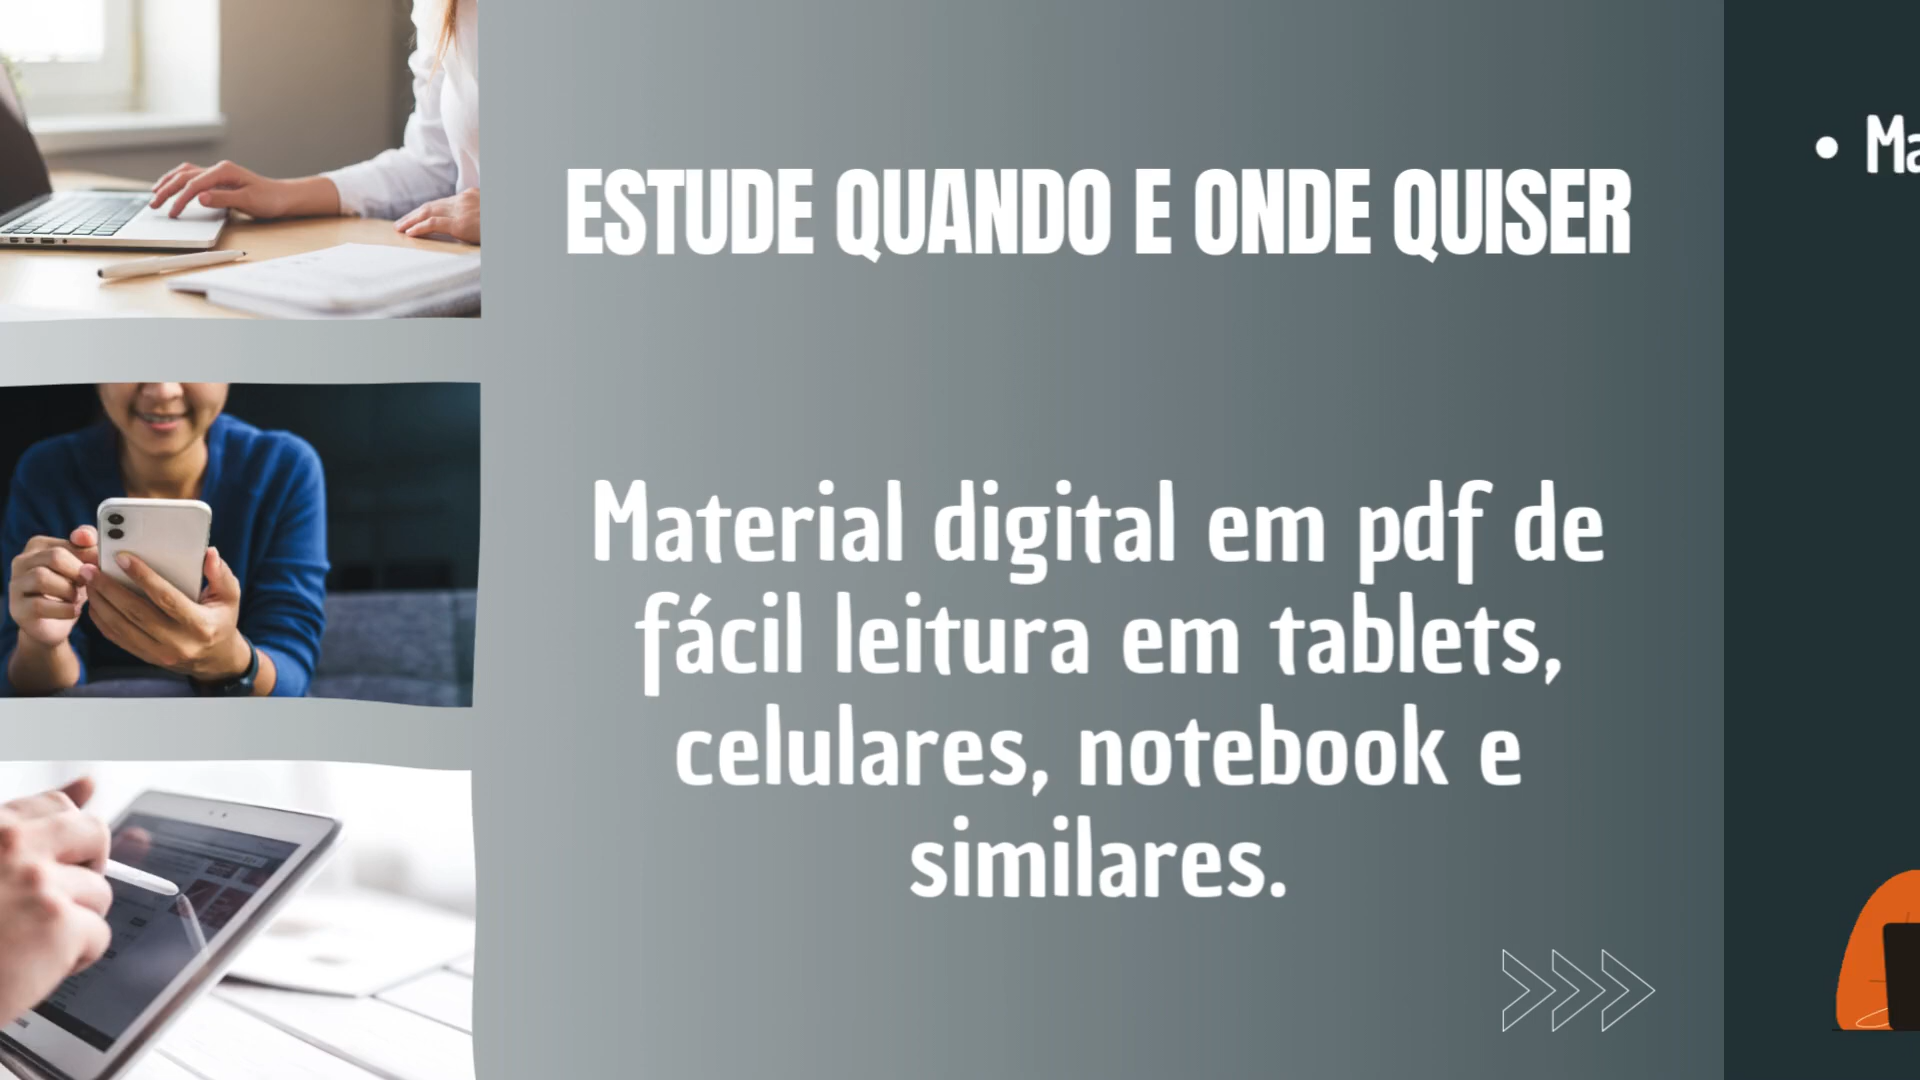 ESTUDE QUANDO E ONDE QUISER
Material digital em pdf de
fácil leitura em tablets,
celulares, notebook e
similares.